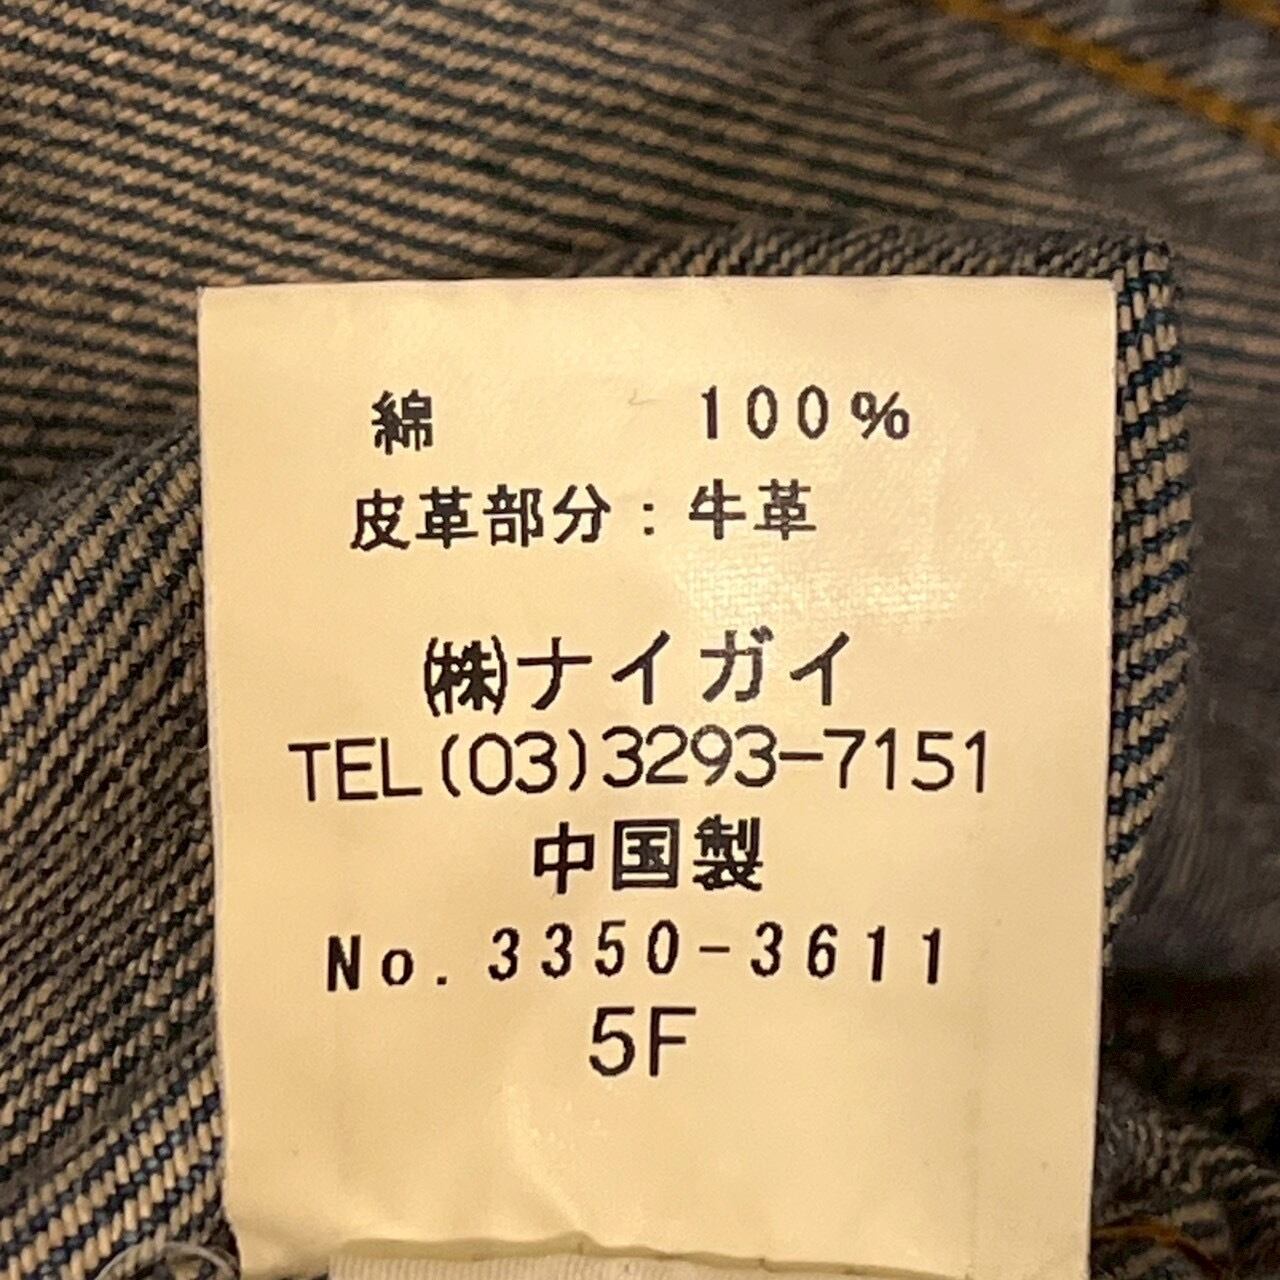 綿 100%
皮革部分：牛革
㈱ナイガイ
TEL(03)3293-7151
中国製
No.3350-3611
5F